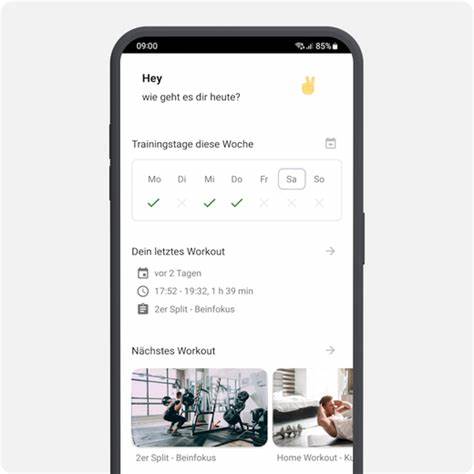 09:00 85%
Hey
wie geht es dir heute?
Trainingstage diese Woche
Mo Di Mi Do Fr Sa So
Dein letztes Workout
vor 2 Tagen
17:52 - 19:32, 1 h 39 min
2er Split - Beinfokus
Nächstes Workout
2er Split - Beinfokus Home Workout - Ku